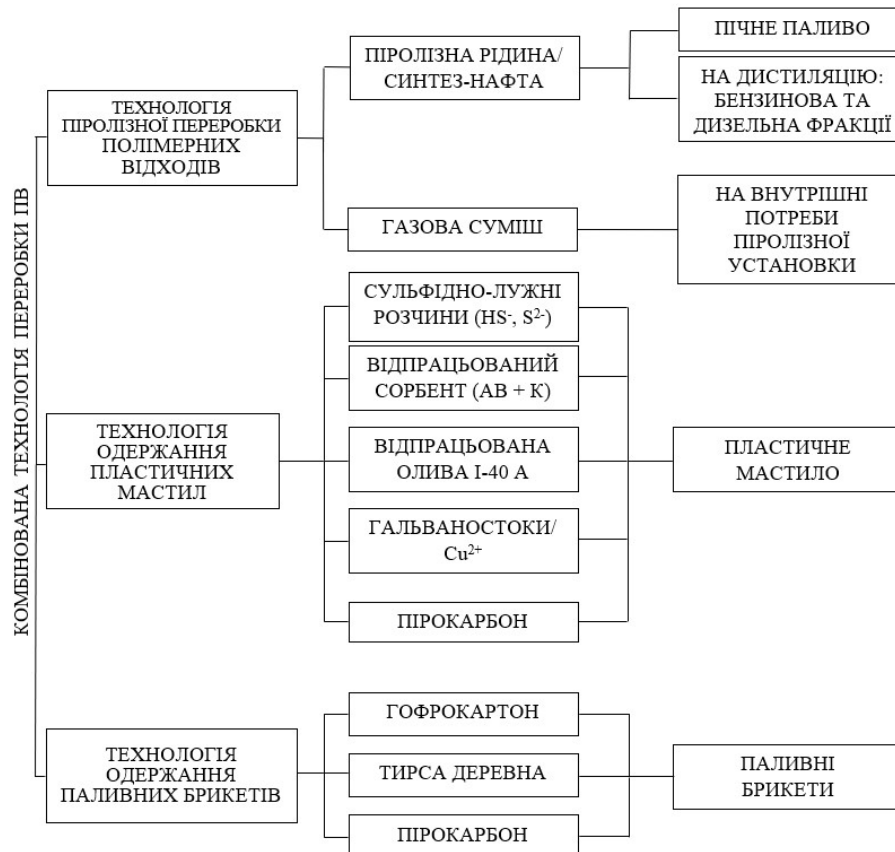 КОМБІНОВАНА ТЕХНОЛОГІЯ ПЕРЕРОБКИ ПВ
ТЕХНОЛОГІЯ
ПІРОЛІЗНОЇ ПЕРЕРОБКИ
ПОЛІМЕРНИХ
ВІДХОДІВ
ПІРОЛІЗНА РІДИНА/
СИНТЕЗ-НАФТА
ПІЧНЕ ПАЛИВО
НА ДИСТИЛЯЦІЮ:
БЕНЗИНОВА ТА
ДИЗЕЛЬНА ФРАКЦІЇ
ГАЗОВА СУМІШ
НА ВНУТРІШНІ
ПОТРЕБИ
ПІРОЛІЗНОЇ
УСТАНОВКИ
ТЕХНОЛОГІЯ
ОДЕРЖАННЯ
ПЛАСТИЧНИХ
МАСТИЛ
СУЛЬФІДНО-ЛУЖНІ
РОЗЧИНИ (HS⁻, S²⁻)
ВІДПРАЦЬОВАНИЙ
СОРБЕНТ (АВ + К)
ВІДПРАЦЬОВАНА
ОЛИВА І-40 А
ГАЛЬВАНОСТОКИ/
Cu²⁺
ПІРОКАРБОН
ПЛАСТИЧНЕ
МАСТИЛО
ТЕХНОЛОГІЯ
ОДЕРЖАННЯ
ПАЛИВНИХ БРИКЕТІВ
ГОФРОКАРТОН
ТИРСА ДЕРЕВНА
ПІРОКАРБОН
ПАЛИВНІ
БРИКЕТИ